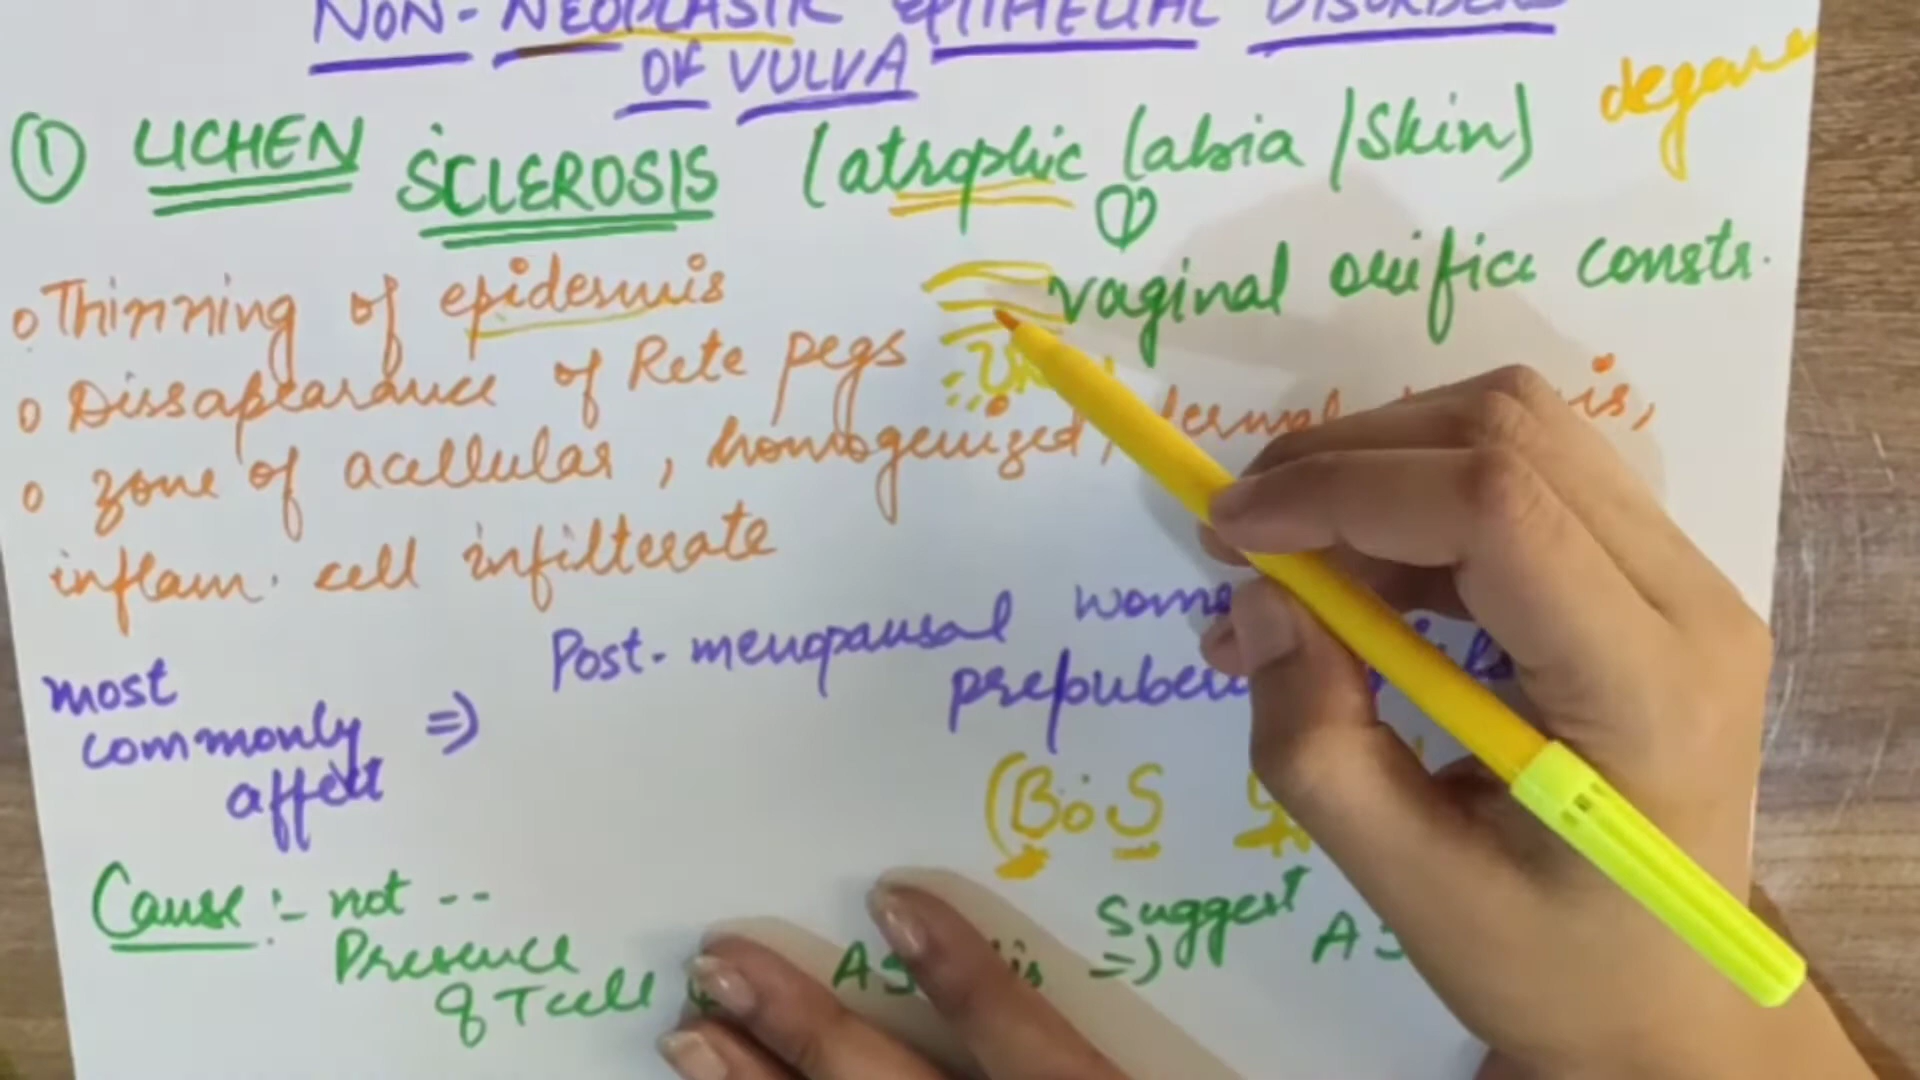 NON-NEOPLASTIC EPITHELIAL DISORDERS
OF VULVA
① LICHEN SCLEROSIS (atrophic labia/skin)
vaginal orifice constr.
o Thinning of epidermis
o Dissapearance of Rete pegs
o zone of acellular, homogenized,
inflam. cell infilterate
most commonly affect ⇒ Post-menopausal
(BoS
Cause:- not --
Presence of T cell
⇒ suggest